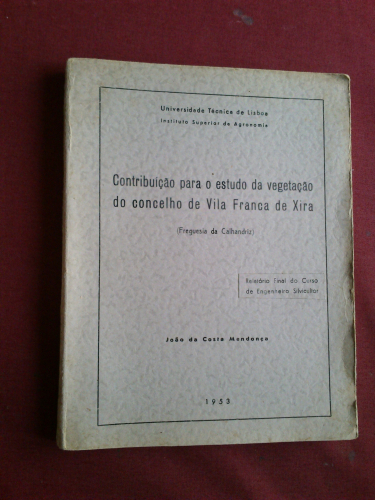 Universidade Técnica de Lisboa
Instituto Superior de Agronomia
Contribuição para o estudo da vegetação
do concelho de Vila Franca de Xira
(Freguesia da Calhandriz)
Relatório Final do Curso
de Engenheiro Silvicultor
João da Costa Mendonça
1953